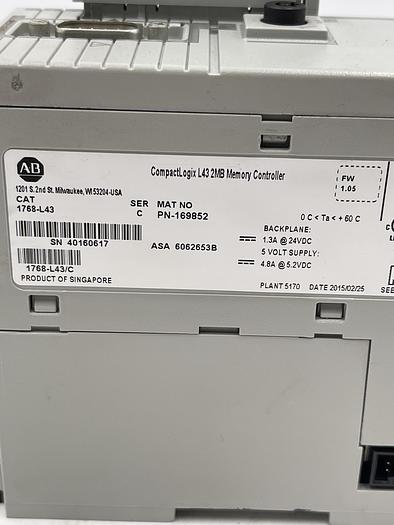 AB
CompactLogix L43 2MB Memory Controller
FW
1.05
1201 S. 2nd St. Milwaukee, WI 53204-USA
CAT SER MAT NO
1768-L43 C PN-169852
0 C < Ta < + 60 C
SN 40160617
ASA 6062653B
BACKPLANE:
1.3A @ 24VDC
5 VOLT SUPPLY:
4.8A @ 5.2VDC
1768-L43/C
PRODUCT OF SINGAPORE
PLANT 5170 DATE 2015/02/25
SEE